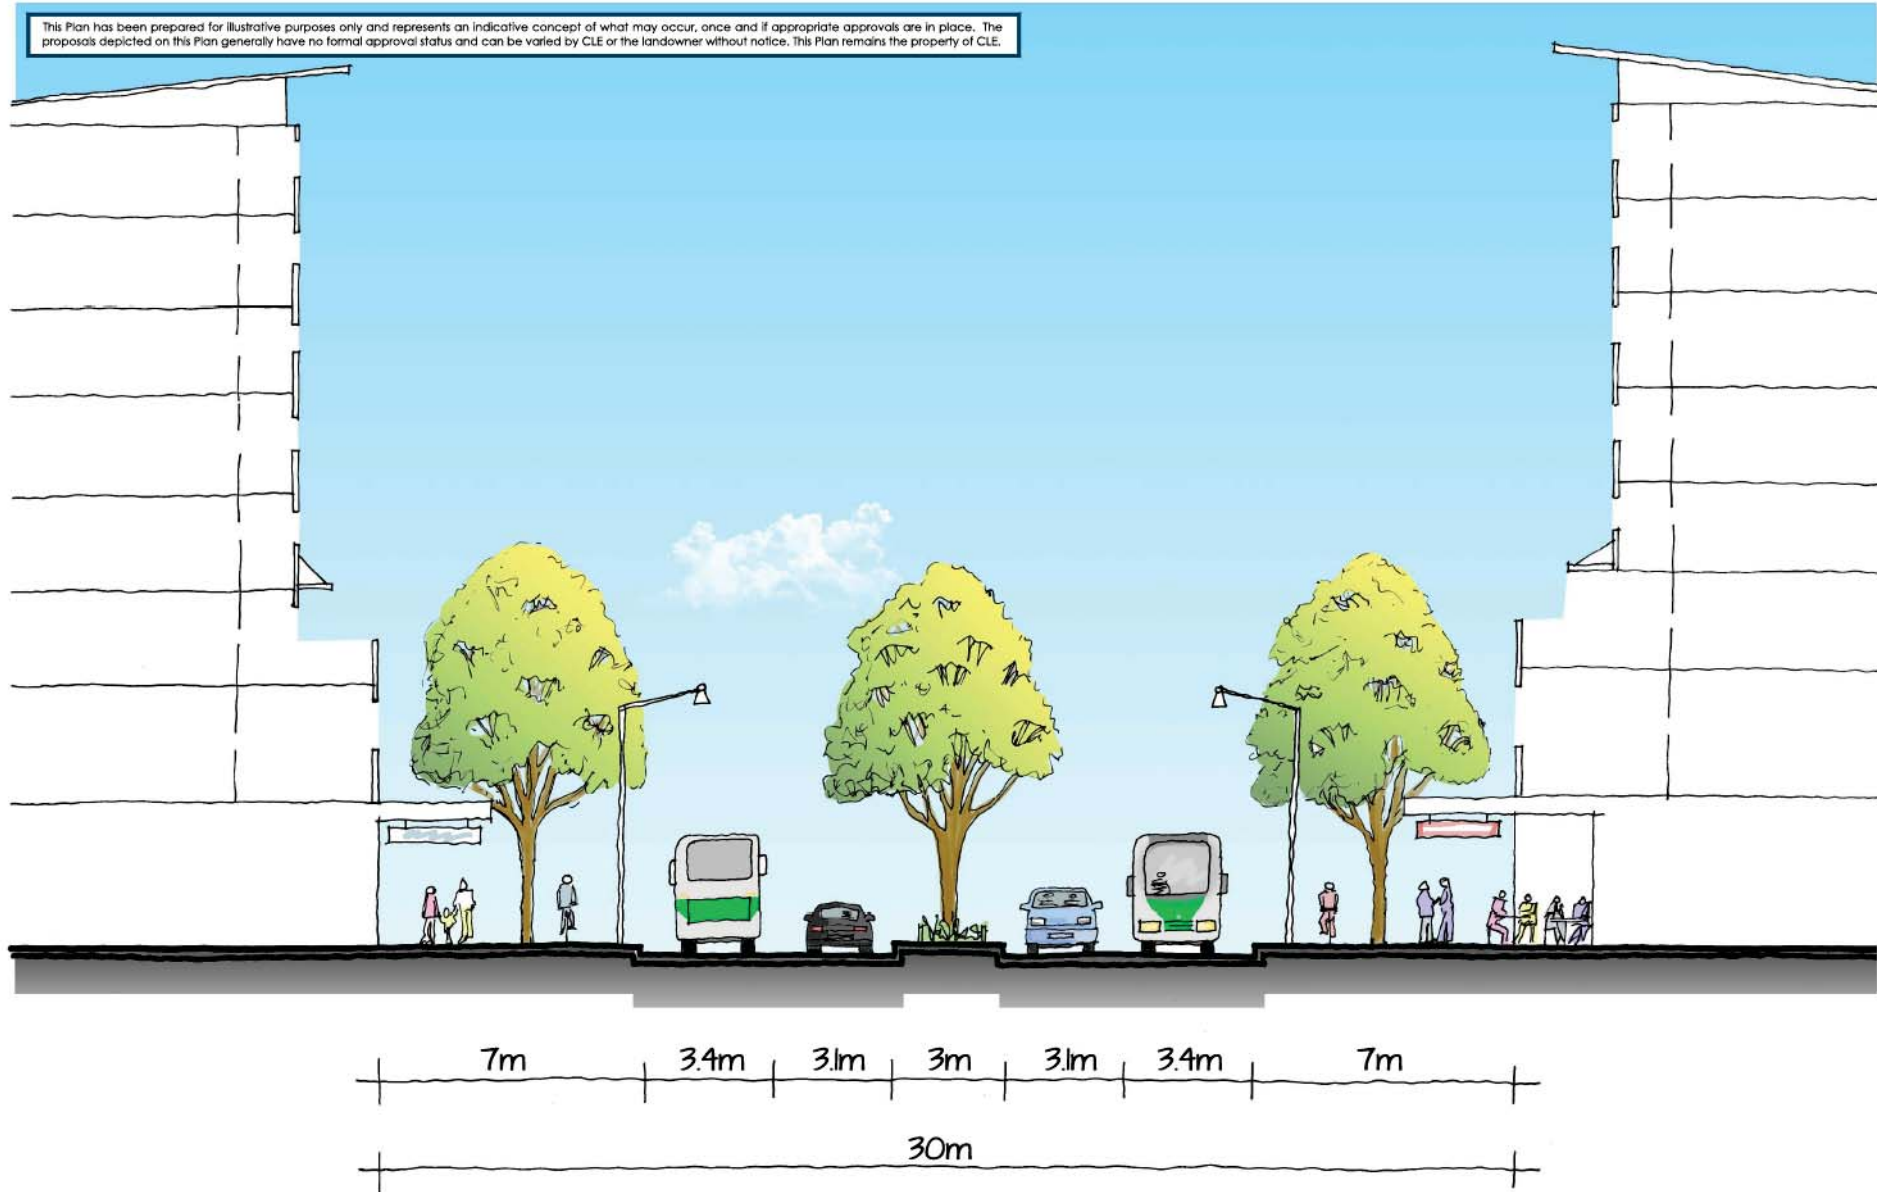 This Plan has been prepared for illustrative purposes only and represents an indicative concept of what may occur, once and if appropriate approvals are in place. The
proposals depicted on this Plan generally have no formal approval status and can be varied by CLE or the landowner without notice. This Plan remains the property of CLE.
7m 3.4m 3.1m 3m 3.1m 3.4m 7m
30m